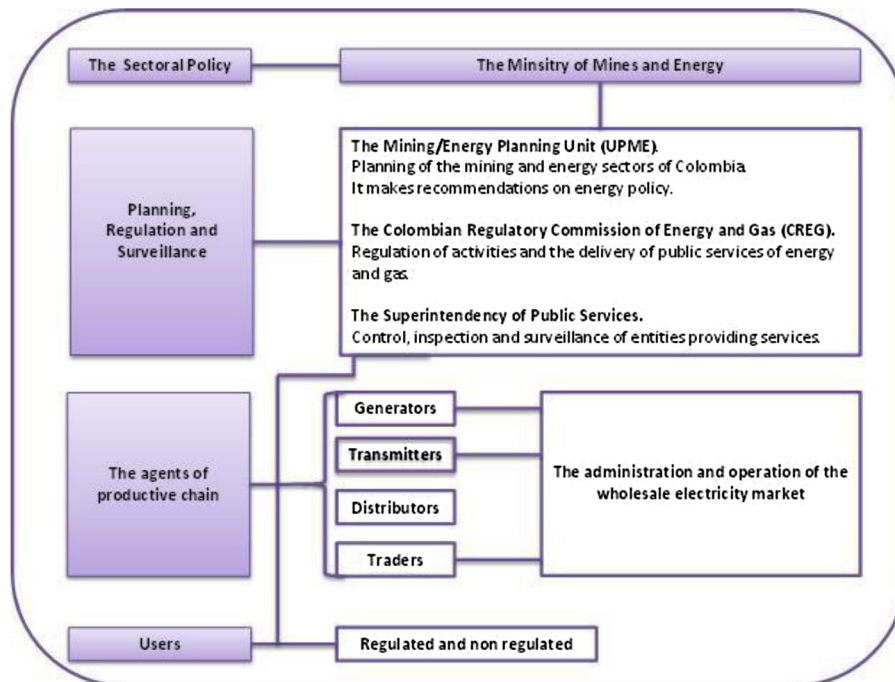 The Sectoral Policy
The Minsitry of Mines and Energy
Planning,
Regulation and
Surveillance
The Mining/Energy Planning Unit (UPME).
Planning of the mining and energy sectors of Colombia.
It makes recommendations on energy policy.
The Colombian Regulatory Commission of Energy and Gas (CREG).
Regulation of activities and the delivery of public services of energy
and gas.
The Superintendency of Public Services.
Control, inspection and surveillance of entities providing services.
The agents of
productive chain
Generators
Transmitters
Distributors
Traders
The administration and operation of the
wholesale electricity market
Users
Regulated and non regulated